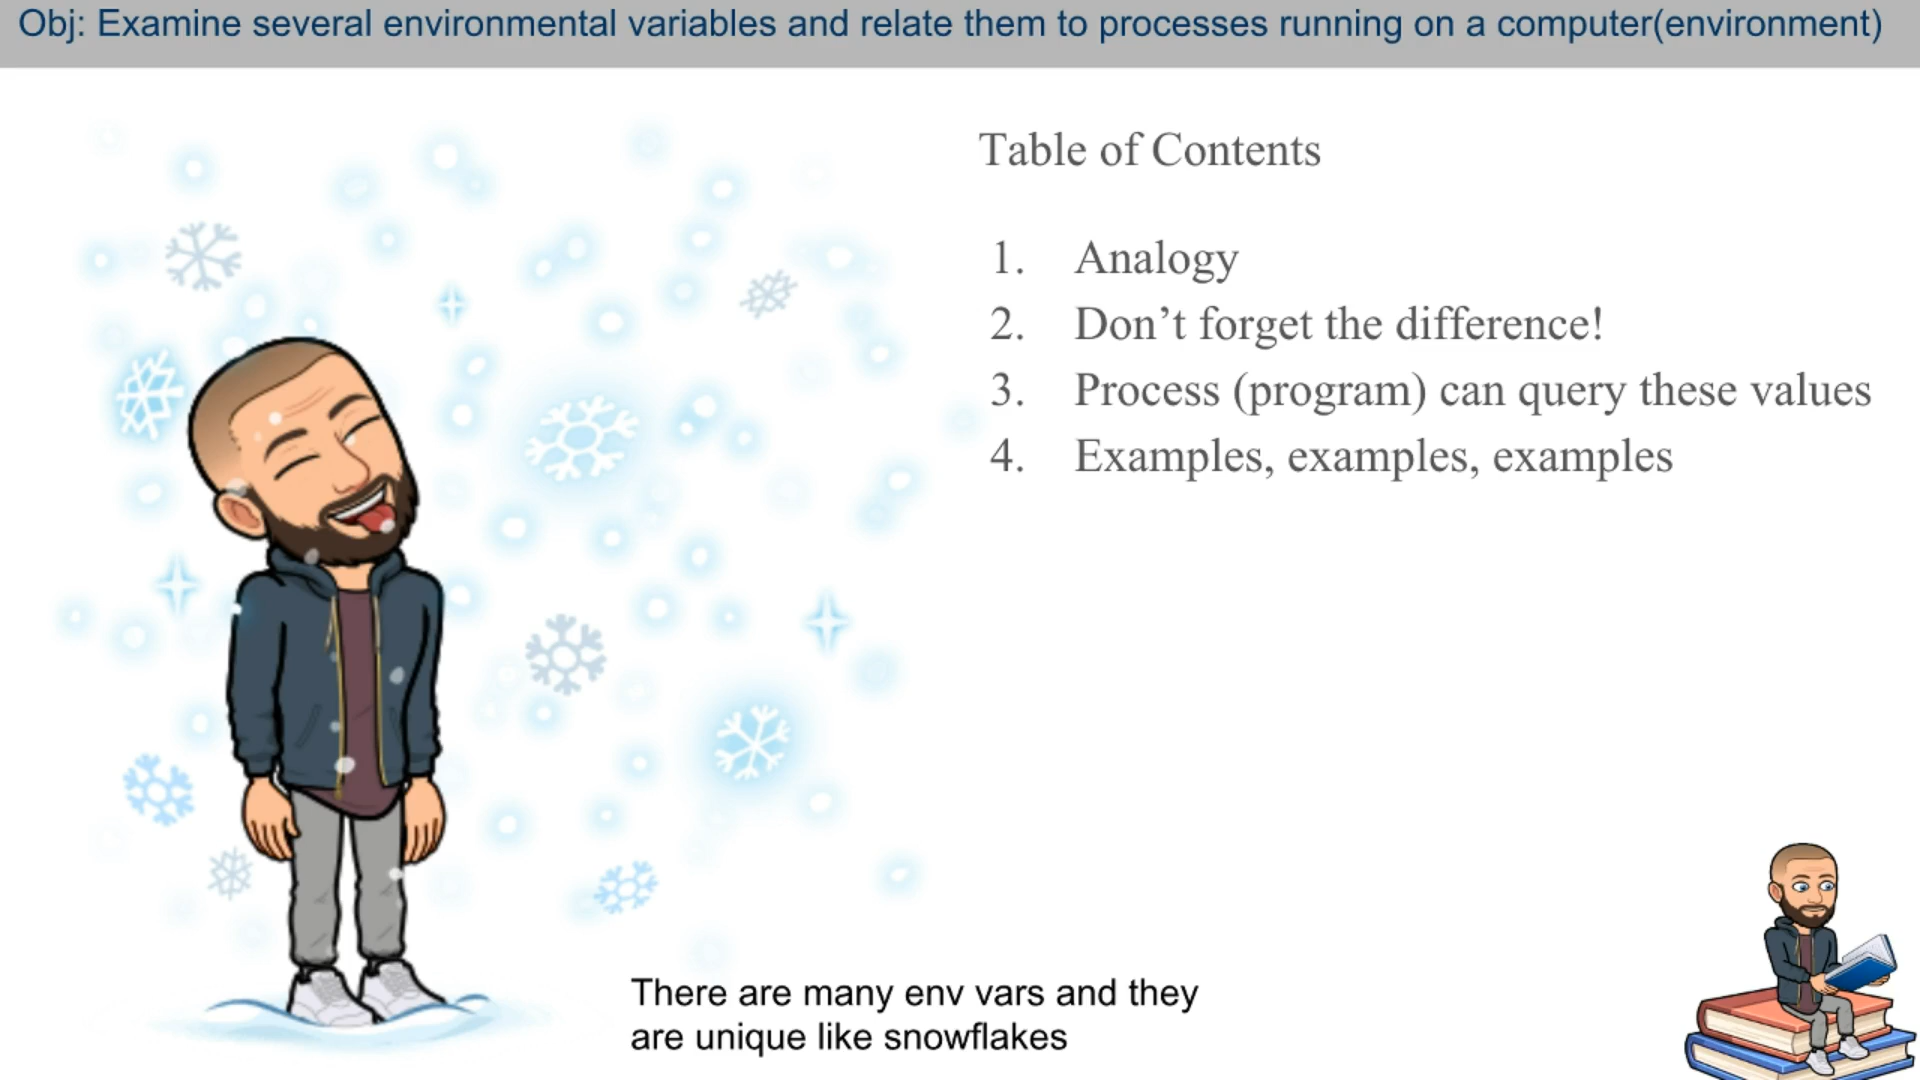 Obj: Examine several environmental variables and relate them to processes running on a computer(environment)
Table of Contents
1. Analogy
2. Don’t forget the difference!
3. Process (program) can query these values
4. Examples, examples, examples
There are many env vars and they
are unique like snowflakes